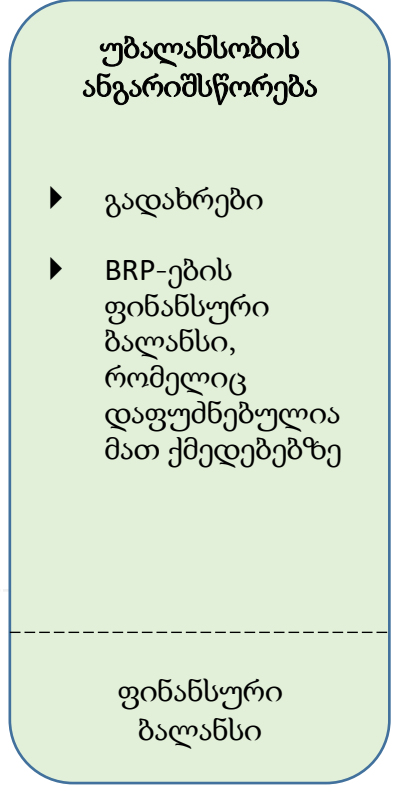 უბალანსობის
ანგარიშსწორება
გადახრები
BRP-ების
ფინანსური
ბალანსი,
რომელიც
დაფუძნებულია
მათ ქმედებებზე
ფინანსური
ბალანსი